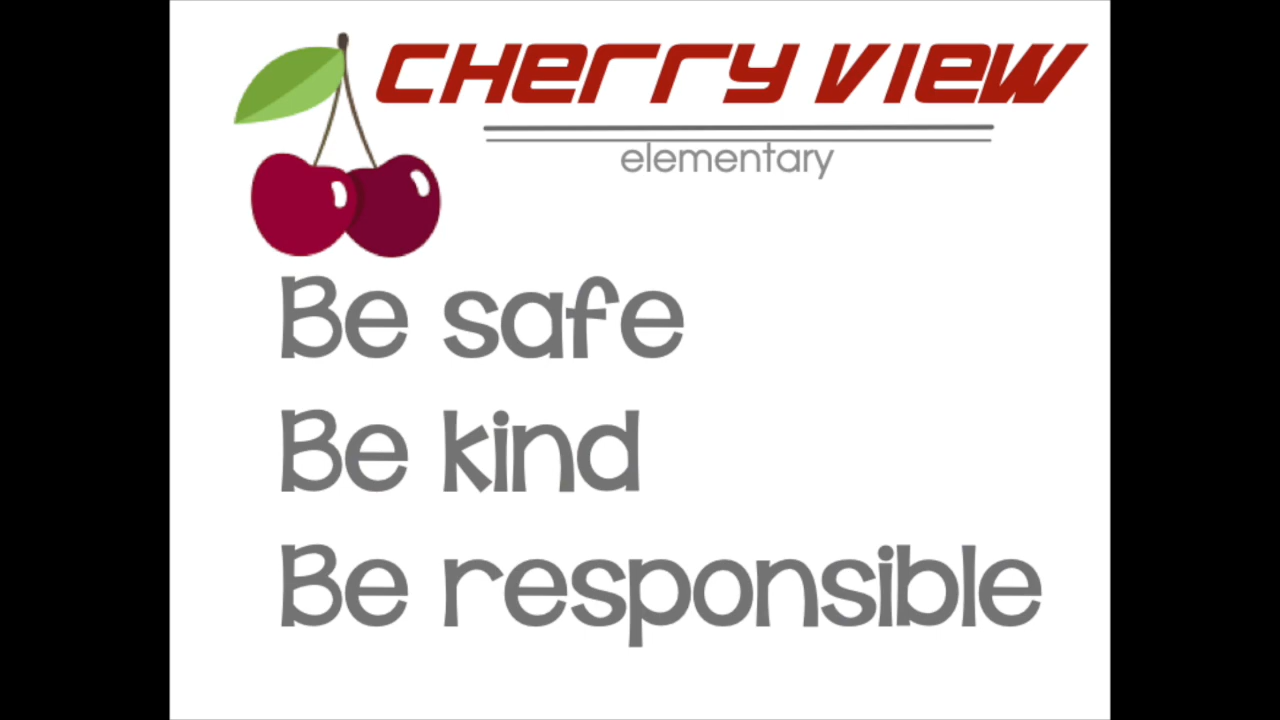 CHERRY VIEW
elementary
Be safe
Be kind
Be responsible